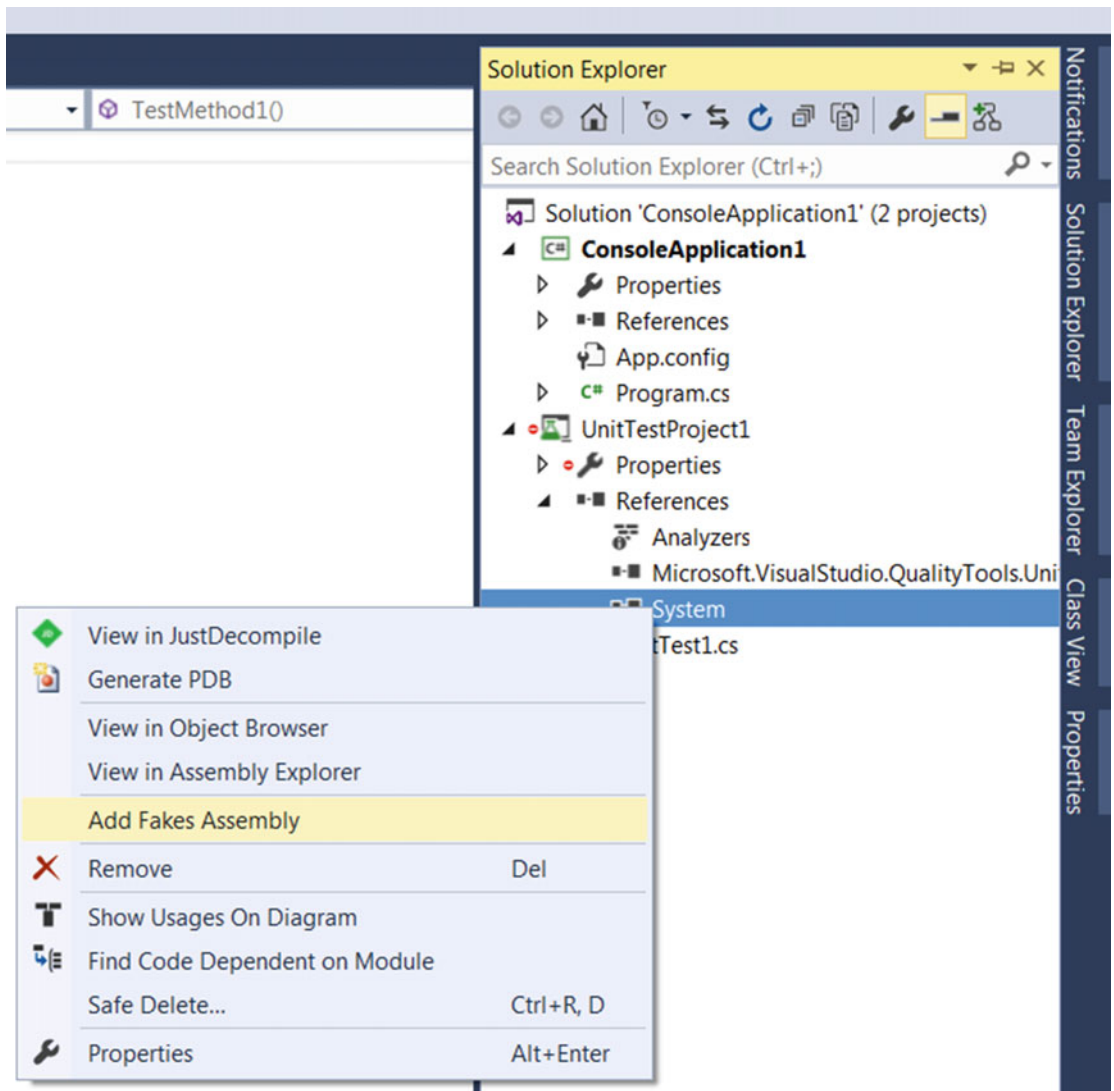 TestMethod1()
Solution Explorer
Search Solution Explorer (Ctrl+;)
Solution 'ConsoleApplication1' (2 projects)
C# ConsoleApplication1
Properties
References
App.config
C# Program.cs
UnitTestProject1
Properties
References
Analyzers
Microsoft.VisualStudio.QualityTools.Uni
System
tTest1.cs
View in JustDecompile
Generate PDB
View in Object Browser
View in Assembly Explorer
Add Fakes Assembly
Remove Del
Show Usages On Diagram
Find Code Dependent on Module
Safe Delete... Ctrl+R, D
Properties Alt+Enter
Notifications
Solution Explorer
Team Explorer
Class View
Properties